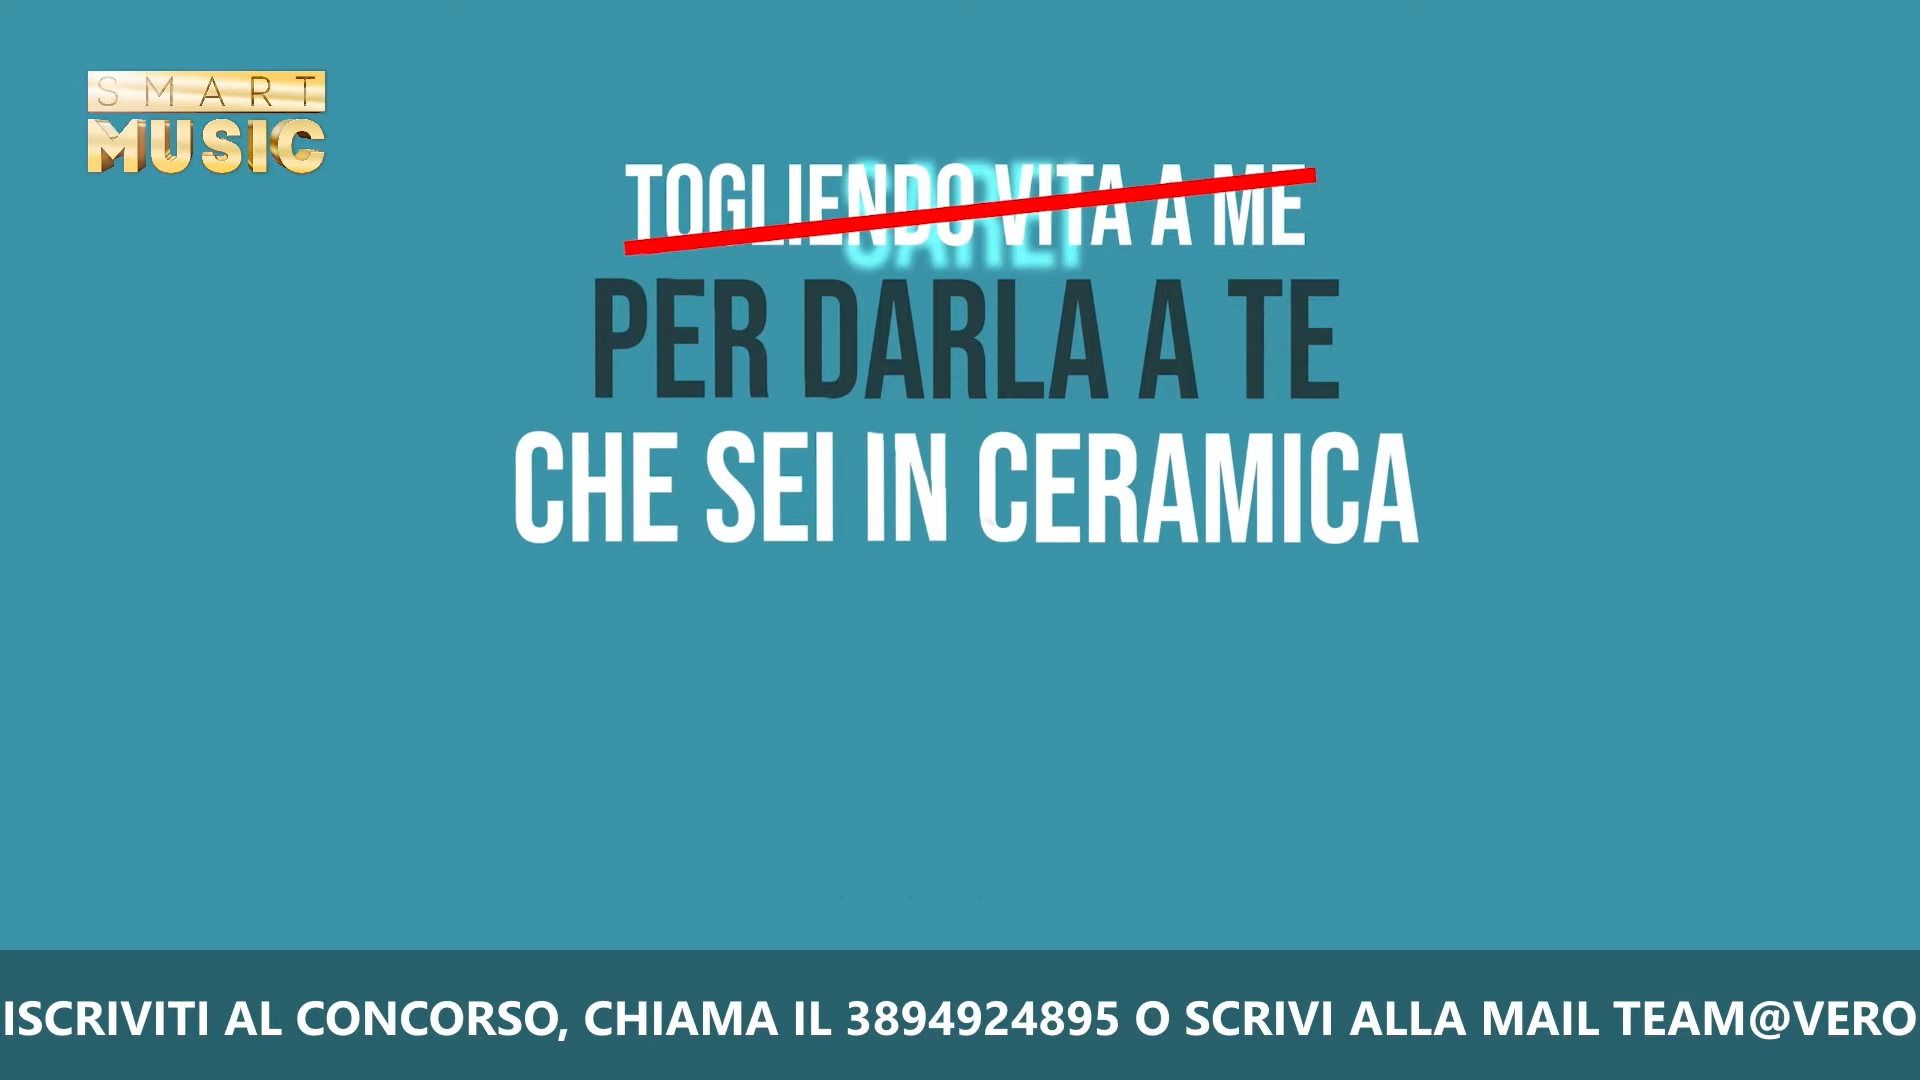 SMART
MUSIC
TOGLIENDO VITA A ME
PER DARLA A TE
CHE SEI IN CERAMICA
ISCRIVITI AL CONCORSO, CHIAMA IL 3894924895 O SCRIVI ALLA MAIL TEAM@VERO